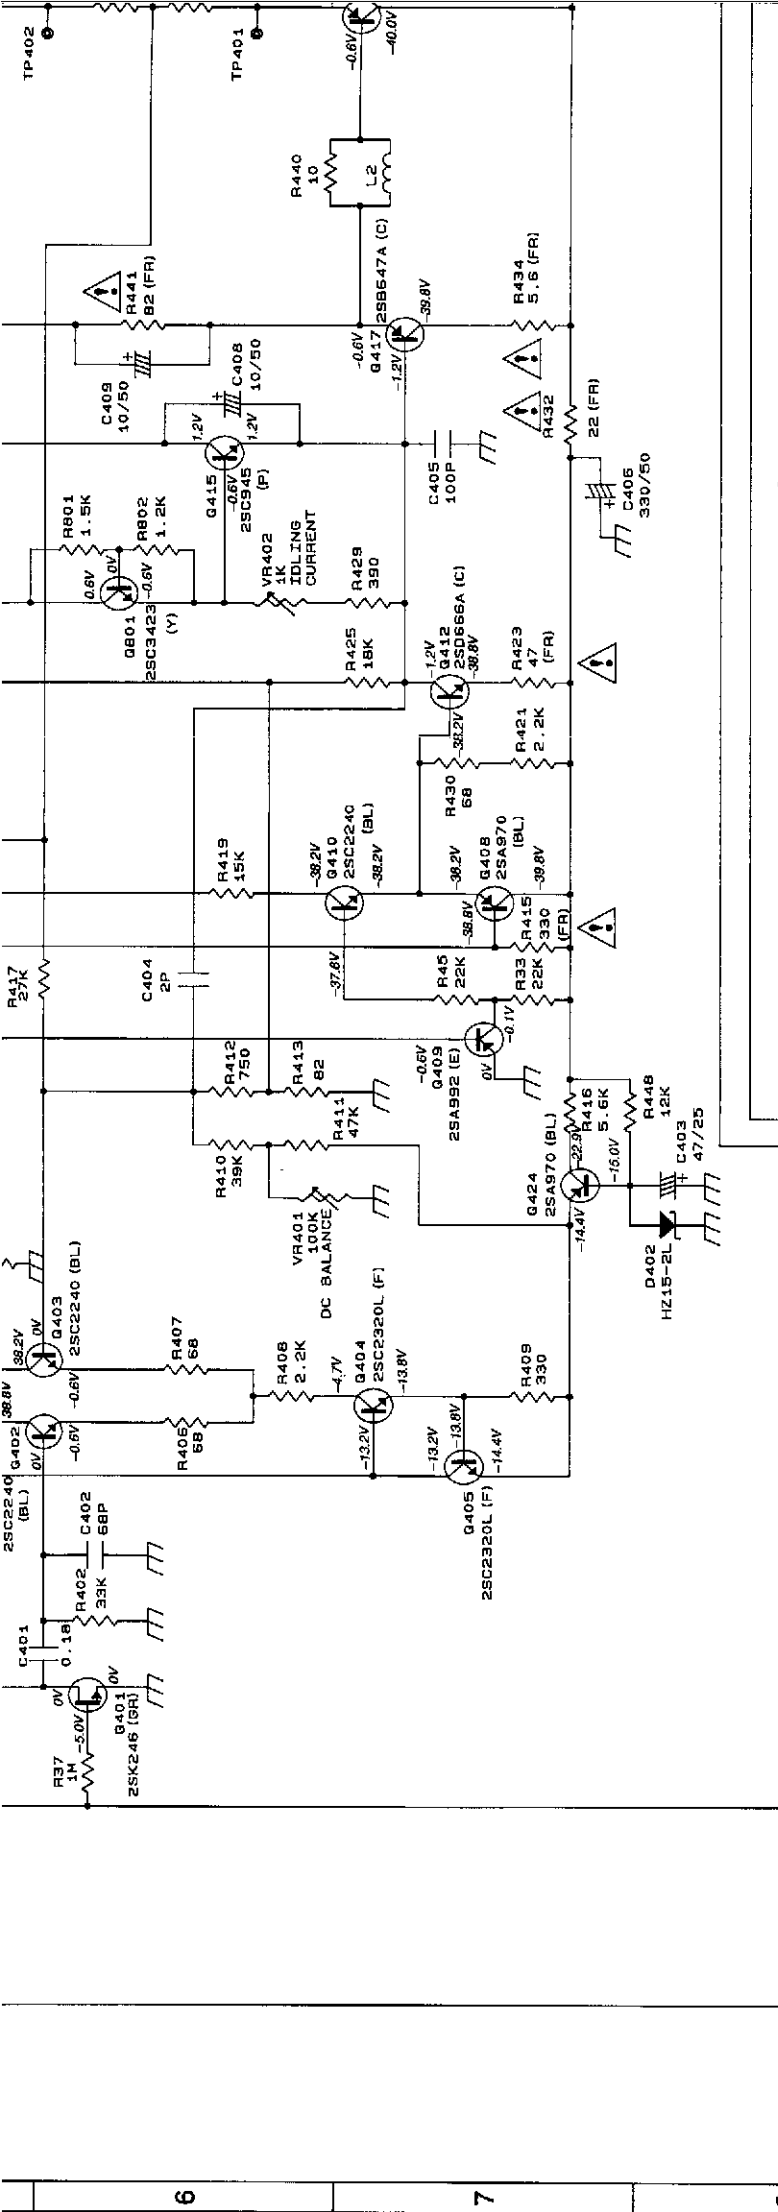 TP402
TP401
-0.6V
-40.0V
R440
10
L2
R441
82 (FR)
C409
10/50
C408
10/50
1.2V
1.2V
Q415
-0.6V
2SC945
(P)
-0.6V
Q417
2SB647A (C)
-1.2V
-39.8V
R434
5.6 (FR)
R432
22 (FR)
C405
100P
C406
330/50
R801
1.5K
R802
1.2K
0.6V
0V
-0.6V
Q801
2SC3423
(Y)
VR402
1K
IDLING
CURRENT
R429
390
R425
18K
-1.2V
Q412
2SD666A (C)
-38.8V
-38.2V
R423
47
(FR)
R421
2.2K
R430
68
R419
15K
-38.2V
Q410
2SC2240
(BL)
-38.2V
-37.6V
-38.2V
Q408
2SA970
(BL)
-38.8V
-39.8V
R415
330
(FR)
R45
22K
R33
22K
R417
27K
C404
2P
-0.6V
0V
Q409
2SA992 (E)
-0.1V
R412
750
R413
82
R411
47K
R410
39K
VR401
100K
DC BALANCE
R416
5.6K
R448
12K
Q424
2SA970 (BL)
-22.9V
-15.0V
-14.4V
C403
47/25
D402
HZ15-2L
38.2V
0V
Q403
2SC2240 (BL)
-0.6V
38.8V
Q402
2SC2240
(BL)
0V
-0.6V
R407
68
R406
68
R408
2.2K
-4.7V
Q404
2SC2320L (F)
-13.8V
-13.2V
R409
330
-13.2V
-13.8V
-14.4V
Q405
2SC2320L (F)
C402
68P
R402
33K
C401
0.18
0V
0V
-5.0V
Q401
2SK246 (GR)
R37
1M
6
7